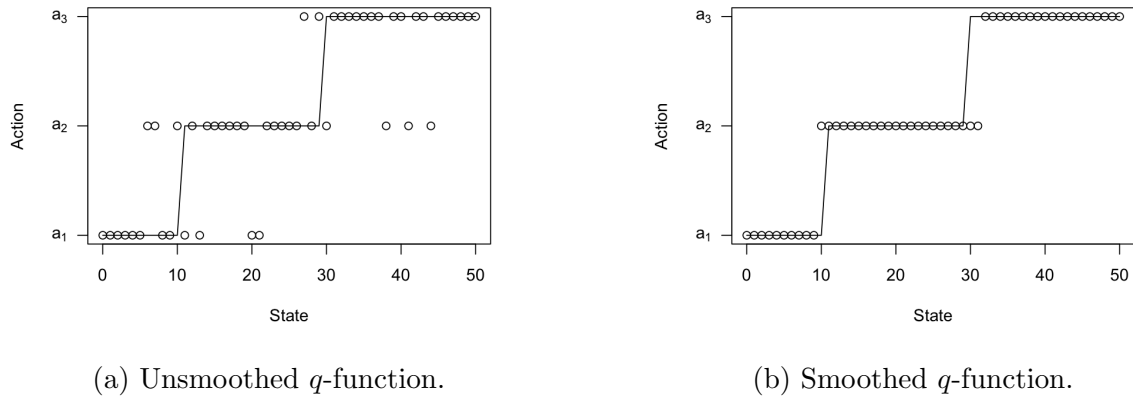 a₃
a₂
a₁
Action
0 10 20 30 40 50
State
(a) Unsmoothed q-function.
a₃
a₂
a₁
Action
0 10 20 30 40 50
State
(b) Smoothed q-function.